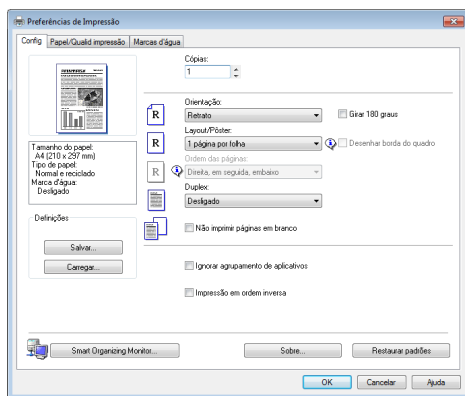 Preferências de Impressão
Config
Papel/Qualid impressão
Marcas d'água
Cópias:
1
Orientação:
R
Retrato
Girar 180 graus
Layout/Pôster:
R
1 página por folha
Desenhar borda do quadro
Tamanho do papel:
A4 (210 x 297 mm)
Tipo de papel:
Normal e reciclado
Marca d'água:
Desligado
Ordem das páginas:
R
Direita, em seguida, embaixo
Duplex:
Desligado
Definições
Salvar...
Carregar...
Não imprimir páginas em branco
Ignorar agrupamento de aplicativos
Impressão em ordem inversa
Smart Organizing Monitor...
Sobre...
Restaurar padrões
OK
Cancelar
Ajuda